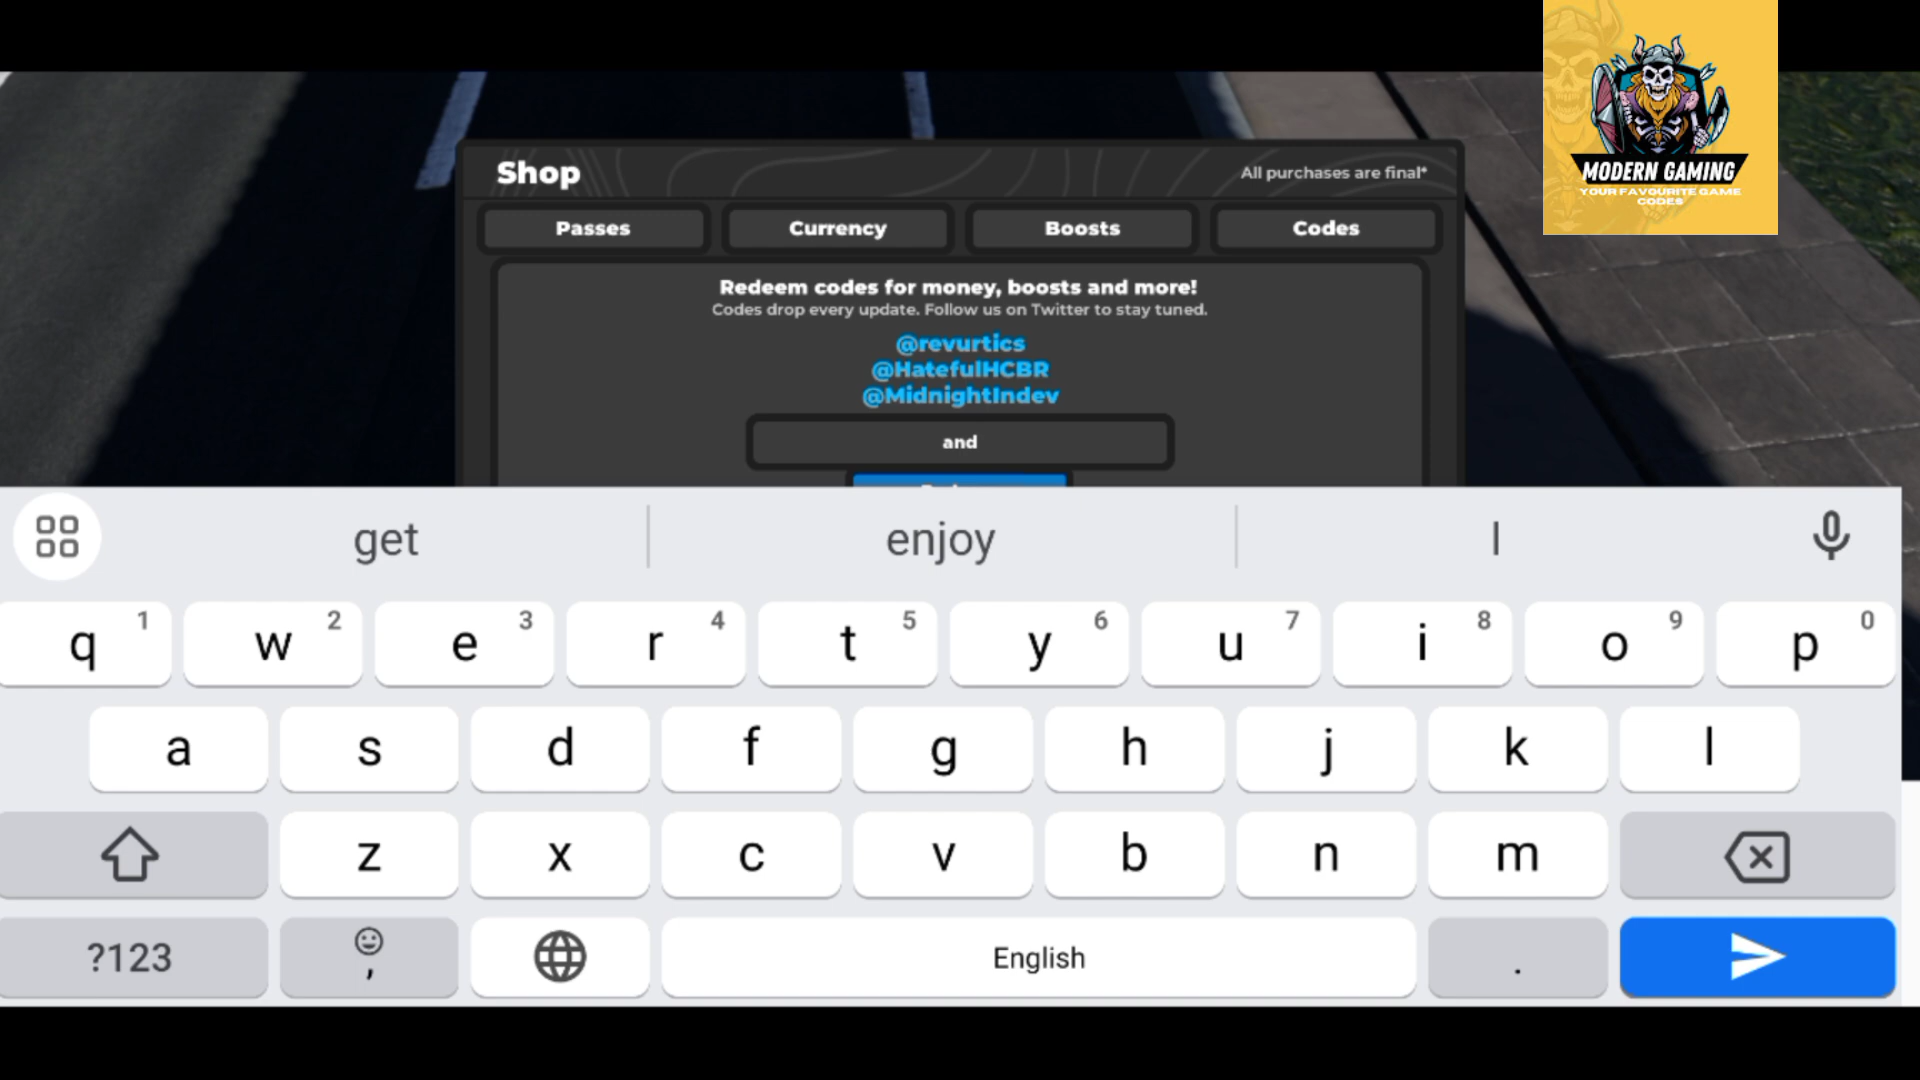 MODERN GAMING
YOUR FAVOURITE GAME
CODES
Shop
All purchases are final*
Passes
Currency
Boosts
Codes
Redeem codes for money, boosts and more!
Codes drop every update. Follow us on Twitter to stay tuned.
@revurtics
@HatefulHCBR
@MidnightIndev
and
get
enjoy
I
q 1 w 2 e 3 r 4 t 5 y 6 u 7 i 8 o 9 p 0
a s d f g h j k l
z x c v b n m
?123 , English .